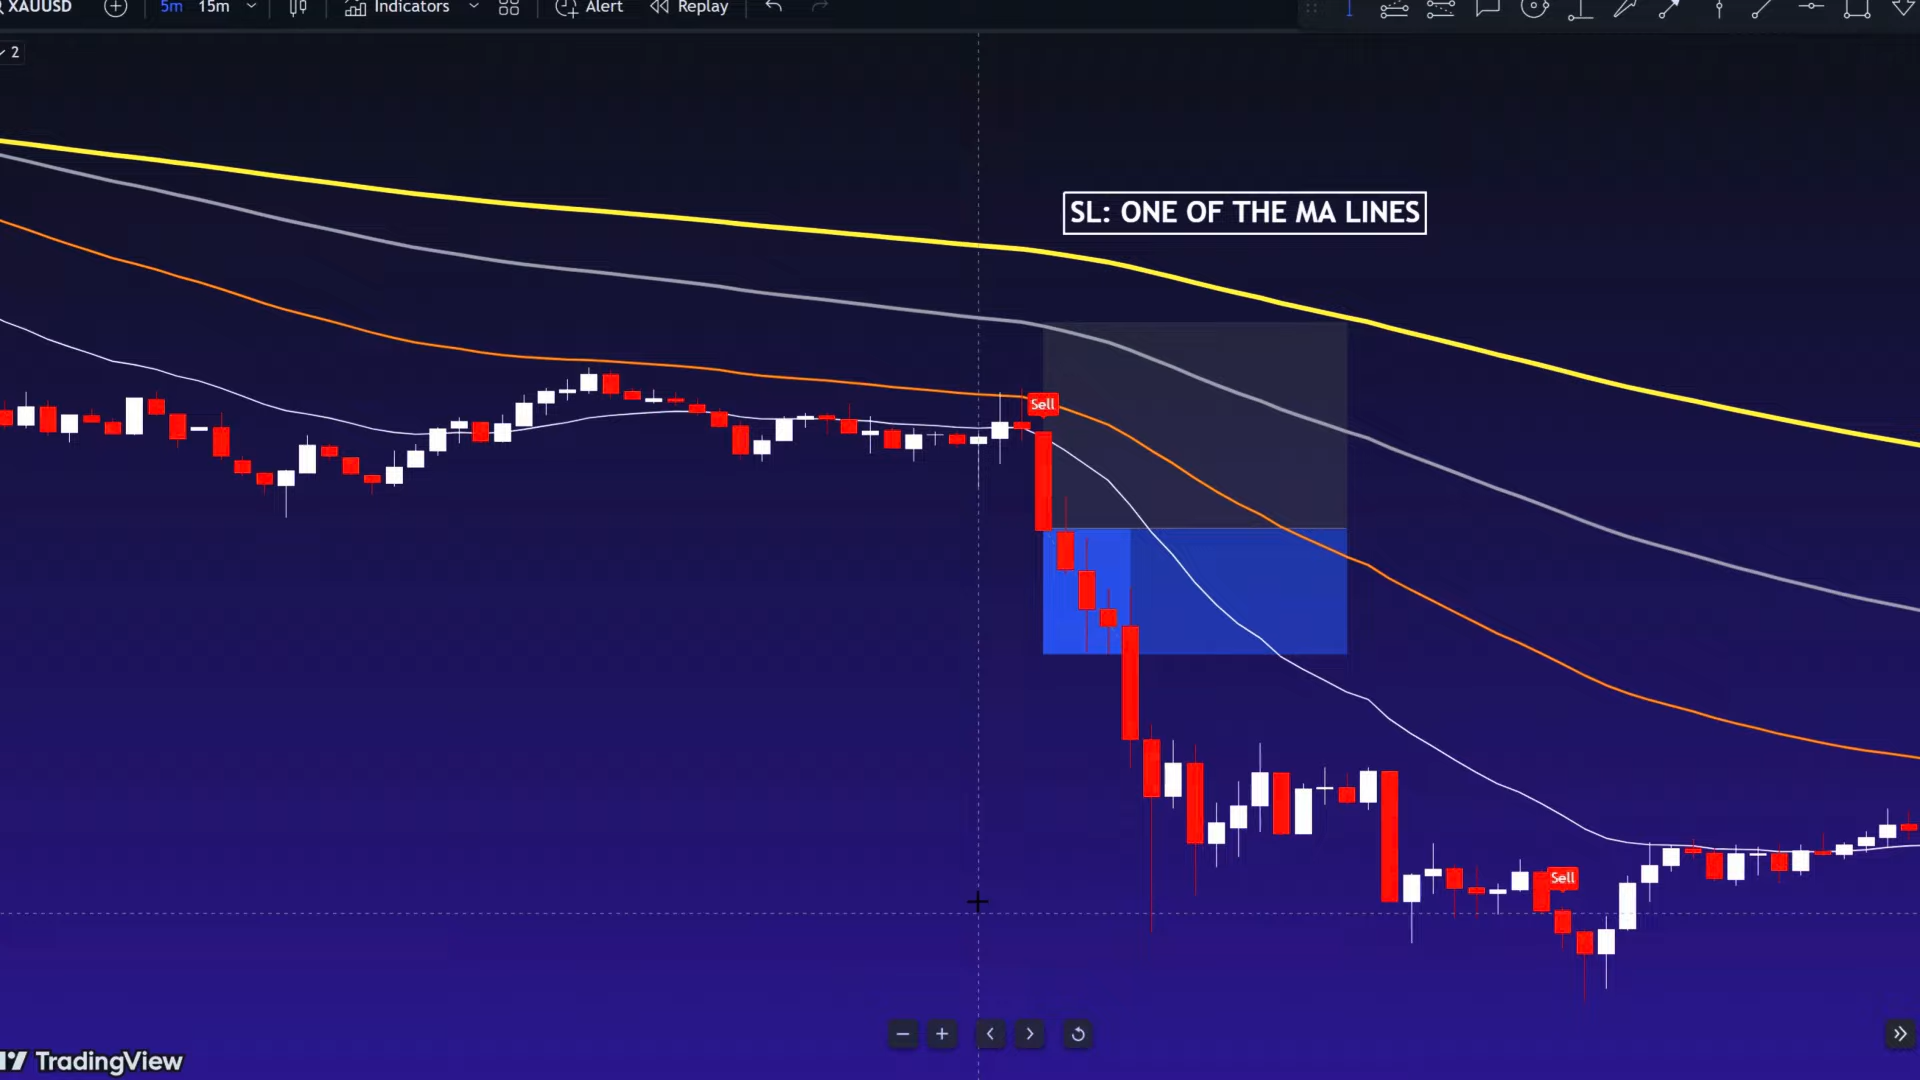 XAUUSD 5m 15m Indicators Alert Replay
2
SL: ONE OF THE MA LINES
Sell
Sell
TradingView